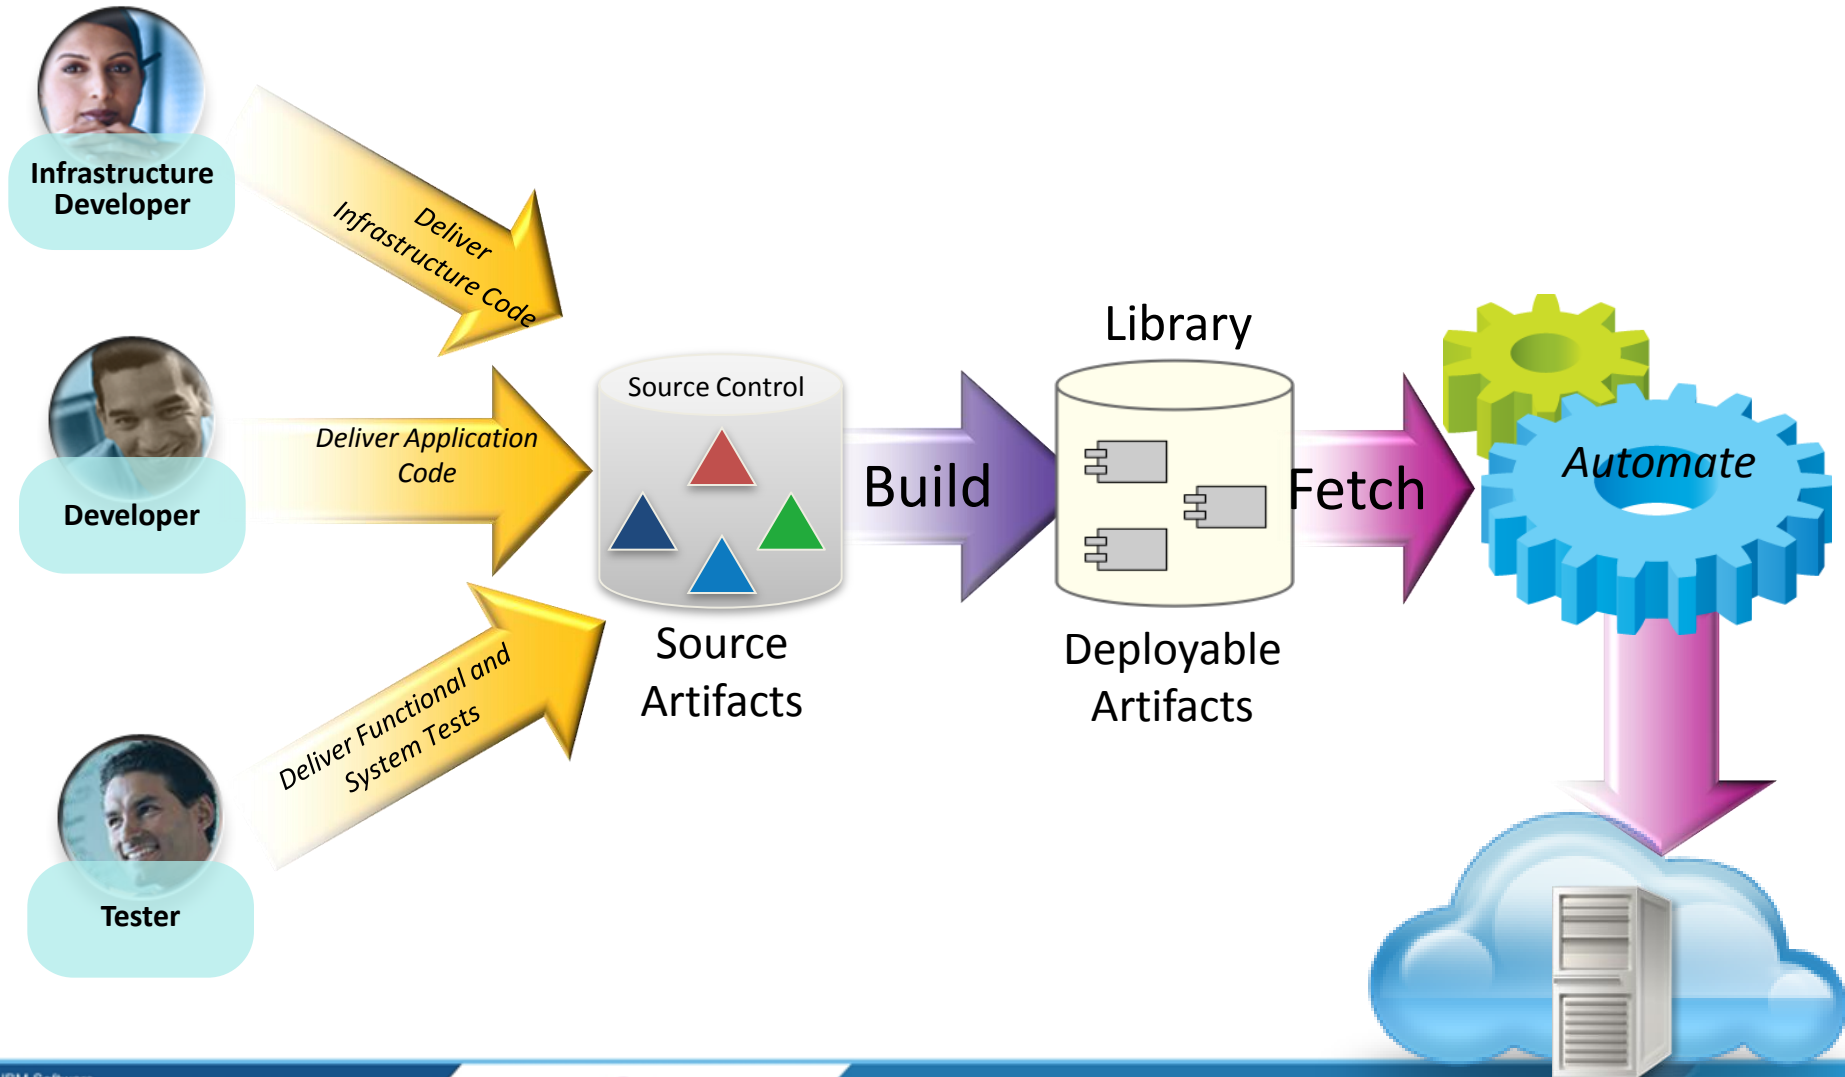 Infrastructure
Developer
Deliver
Infrastructure Code
Developer
Deliver Application
Code
Tester
Deliver Functional and
System Tests
Source Control
Source
Artifacts
Build
Library
Deployable
Artifacts
Fetch
Automate